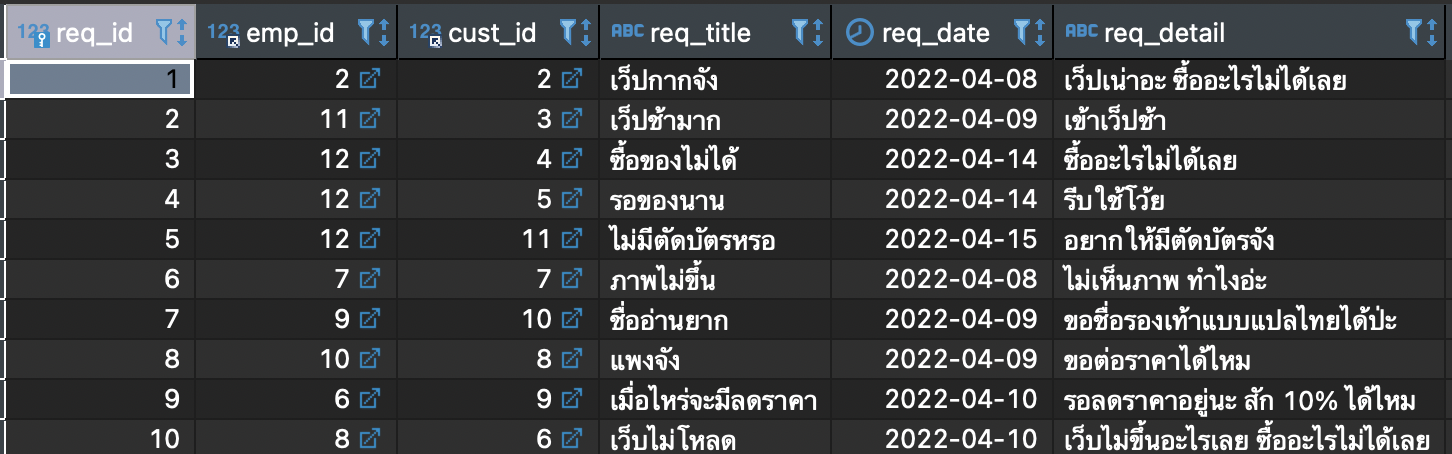 123 req_id 123 emp_id 123 cust_id ABC req_title req_date ABC req_detail
1 2 2 เว็ปกากจัง 2022-04-08 เว็ปเน่าอะ ซื้ออะไรไม่ได้เลย
2 11 3 เว็ปช้ามาก 2022-04-09 เข้าเว็ปช้า
3 12 4 ซื้อของไม่ได้ 2022-04-14 ซื้ออะไรไม่ได้เลย
4 12 5 รอของนาน 2022-04-14 รีบใช้โว้ย
5 12 11 ไม่มีตัดบัตรหรอ 2022-04-15 อยากให้มีตัดบัตรจัง
6 7 7 ภาพไม่ขึ้น 2022-04-08 ไม่เห็นภาพ ทำไงอ่ะ
7 9 10 ชื่ออ่านยาก 2022-04-09 ขอชื่อรองเท้าแบบแปลไทยได้ป่ะ
8 10 8 แพงจัง 2022-04-09 ขอต่อราคาได้ไหม
9 6 9 เมื่อไหร่จะมีลดราคา 2022-04-10 รอลดราคาอยู่นะ สัก 10% ได้ไหม
10 8 6 เว็บไม่โหลด 2022-04-10 เว็บไม่ขึ้นอะไรเลย ซื้ออะไรไม่ได้เลย